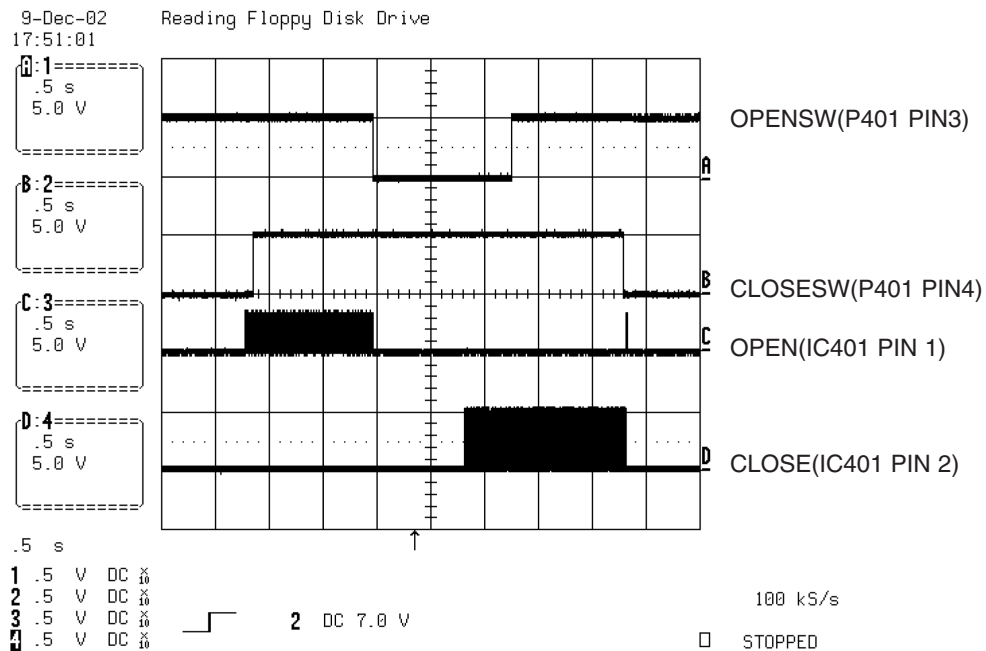 9-Dec-02
17:51:01
Reading Floppy Disk Drive
A:1
.5 s
5.0 V
OPENSW(P401 PIN3)
A
B:2
.5 s
5.0 V
B
CLOSESW(P401 PIN4)
C:3
.5 s
5.0 V
C
OPEN(IC401 PIN 1)
D:4
.5 s
5.0 V
D
CLOSE(IC401 PIN 2)
.5 s
1 .5 V DC X10
2 .5 V DC X10
3 .5 V DC X10
4 .5 V DC X10
2 DC 7.0 V
100 kS/s
STOPPED